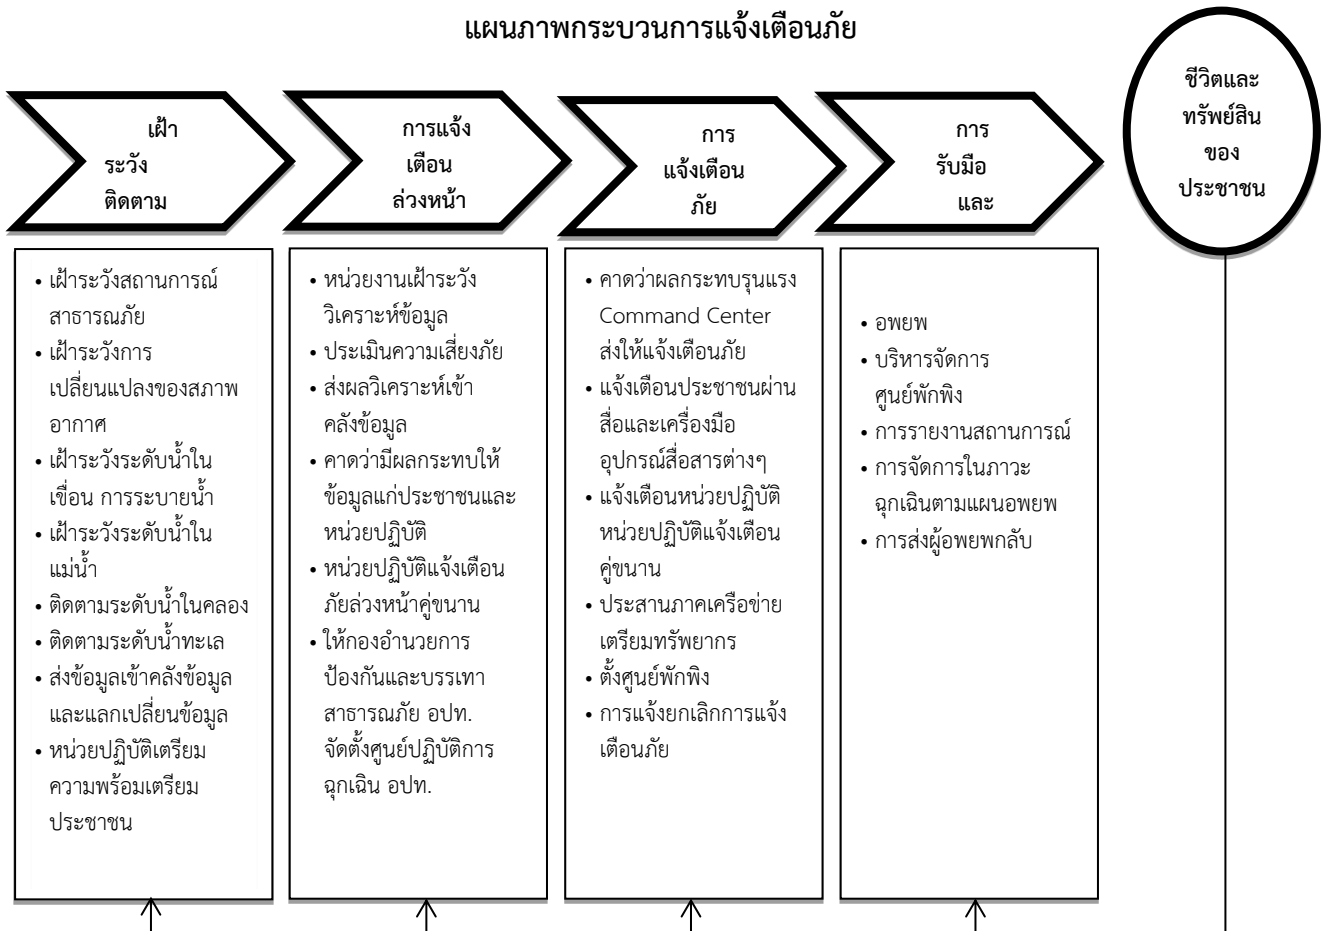 แผนภาพกระบวนการแจ้งเตือนภัย
เฝ้า
ระวัง
ติดตาม
การแจ้ง
เตือน
ล่วงหน้า
การ
แจ้งเตือน
ภัย
การ
รับมือ
และ
ชีวิตและ
ทรัพย์สิน
ของ
ประชาชน
• เฝ้าระวังสถานการณ์
สาธารณภัย
• เฝ้าระวังการ
เปลี่ยนแปลงของสภาพ
อากาศ
• เฝ้าระวังระดับน้ำใน
เขื่อน การระบายน้ำ
• เฝ้าระวังระดับน้ำใน
แม่น้ำ
• ติดตามระดับน้ำในคลอง
• ติดตามระดับน้ำทะเล
• ส่งข้อมูลเข้าคลังข้อมูล
และแลกเปลี่ยนข้อมูล
• หน่วยปฏิบัติเตรียม
ความพร้อมเตรียม
ประชาชน
• หน่วยงานเฝ้าระวัง
วิเคราะห์ข้อมูล
• ประเมินความเสี่ยงภัย
• ส่งผลวิเคราะห์เข้า
คลังข้อมูล
• คาดว่ามีผลกระทบให้
ข้อมูลแก่ประชาชนและ
หน่วยปฏิบัติ
• หน่วยปฏิบัติแจ้งเตือน
ภัยล่วงหน้าคู่ขนาน
• ให้กองอำนวยการ
ป้องกันและบรรเทา
สาธารณภัย อปท.
จัดตั้งศูนย์ปฏิบัติการ
ฉุกเฉิน อปท.
• คาดว่าผลกระทบรุนแรง
Command Center
ส่งให้แจ้งเตือนภัย
• แจ้งเตือนประชาชนผ่าน
สื่อและเครื่องมือ
อุปกรณ์สื่อสารต่างๆ
• แจ้งเตือนหน่วยปฏิบัติ
หน่วยปฏิบัติแจ้งเตือน
คู่ขนาน
• ประสานภาคเครือข่าย
เตรียมทรัพยากร
• ตั้งศูนย์พักพิง
• การแจ้งยกเลิกการแจ้ง
เตือนภัย
• อพยพ
• บริหารจัดการ
ศูนย์พักพิง
• การรายงานสถานการณ์
• การจัดการในภาวะ
ฉุกเฉินตามแผนอพยพ
• การส่งผู้อพยพกลับ